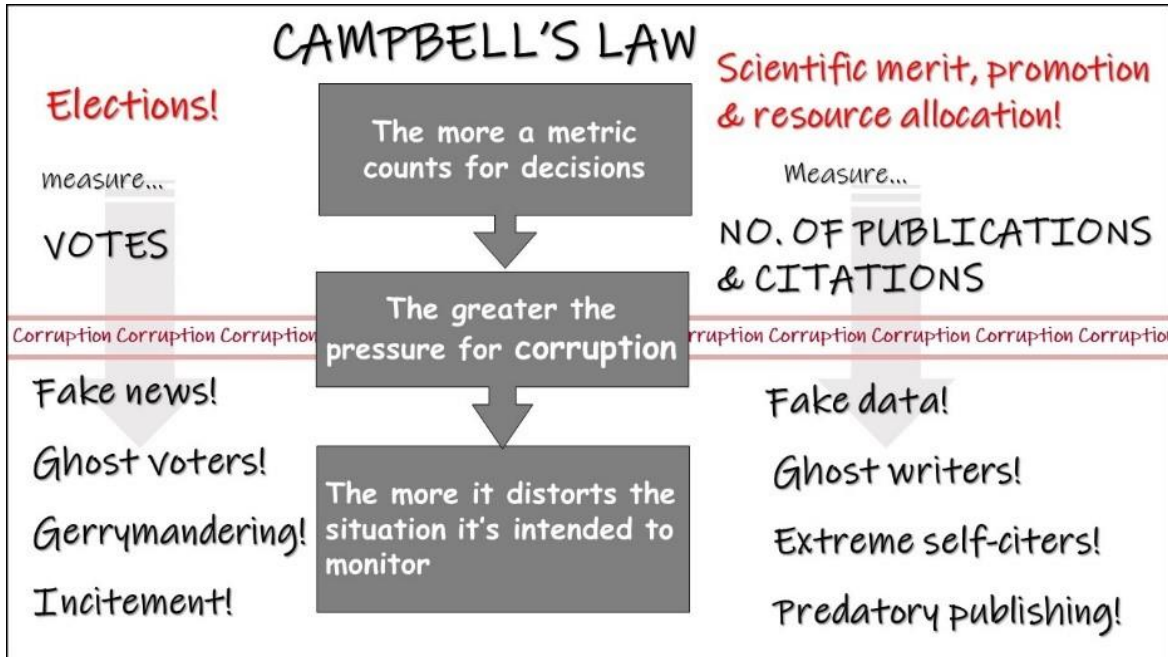 CAMPBELL'S LAW
Elections!
measure...
VOTES
Corruption Corruption Corruption
Fake news!
Ghost voters!
Gerrymandering!
Incitement!
The more a metric
counts for decisions
The greater the
pressure for corruption
The more it distorts the
situation it's intended to
monitor
Scientific merit, promotion
& resource allocation!
Measure...
NO. OF PUBLICATIONS
& CITATIONS
rruption Corruption Corruption Corruption Corruption
Fake data!
Ghost writers!
Extreme self-citers!
Predatory publishing!